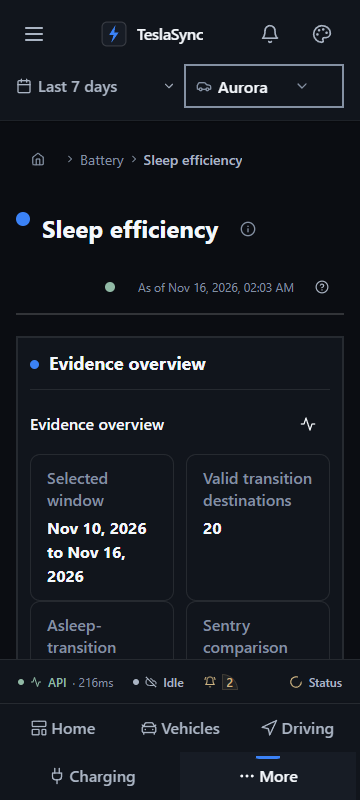 TeslaSync
Last 7 days
Aurora
Battery
Sleep efficiency
Sleep efficiency
As of Nov 16, 2026, 02:03 AM
Evidence overview
Evidence overview
Selected
window
Nov 10, 2026
to Nov 16,
2026
Valid transition
destinations
20
Asleep-
transition
Sentry
comparison
API · 216ms
Idle
2
Status
Home
Vehicles
Driving
Charging
More